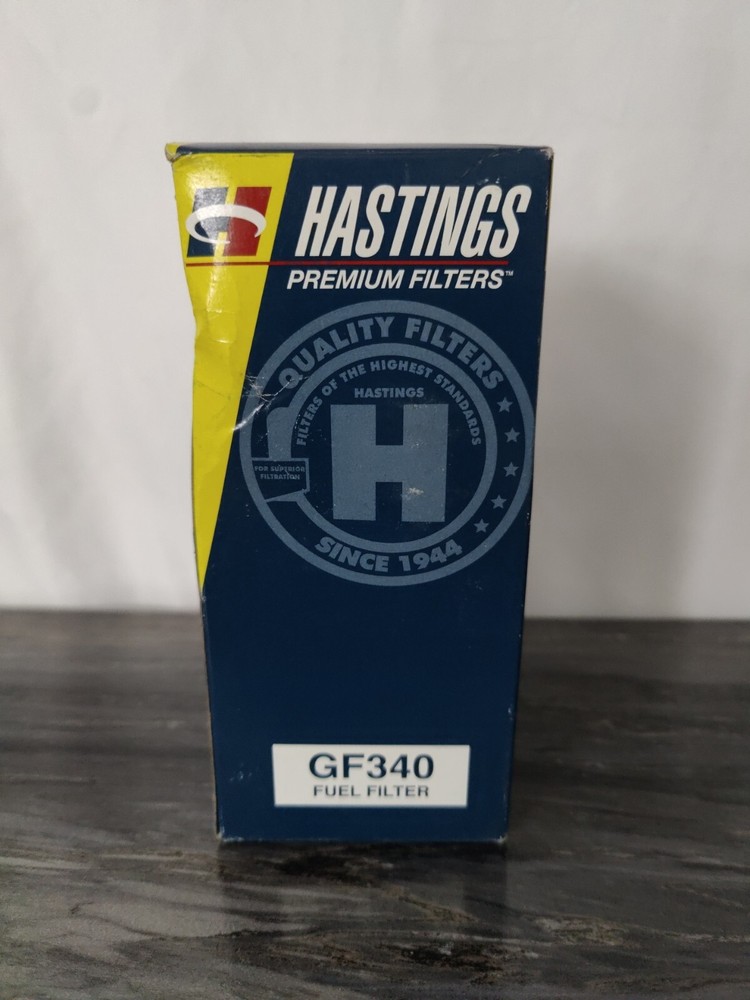 HASTINGS
PREMIUM FILTERS™
QUALITY FILTERS
FILTERS OF THE HIGHEST STANDARDS
HASTINGS
H
FOR SUPERIOR
FILTRATION
SINCE 1944
GF340
FUEL FILTER